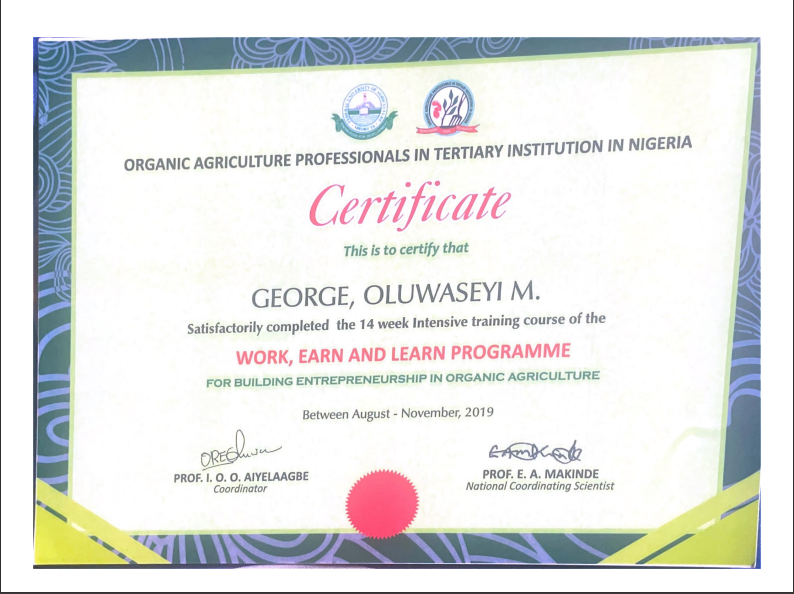 ORGANIC AGRICULTURE PROFESSIONALS IN TERTIARY INSTITUTION IN NIGERIA
Certificate
This is to certify that
GEORGE, OLUWASEYI M.
Satisfactorily completed the 14 week Intensive training course of the
WORK, EARN AND LEARN PROGRAMME
FOR BUILDING ENTREPRENEURSHIP IN ORGANIC AGRICULTURE
Between August - November, 2019
PROF. I. O. O. AIYELAAGBE
Coordinator
PROF. E. A. MAKINDE
National Coordinating Scientist